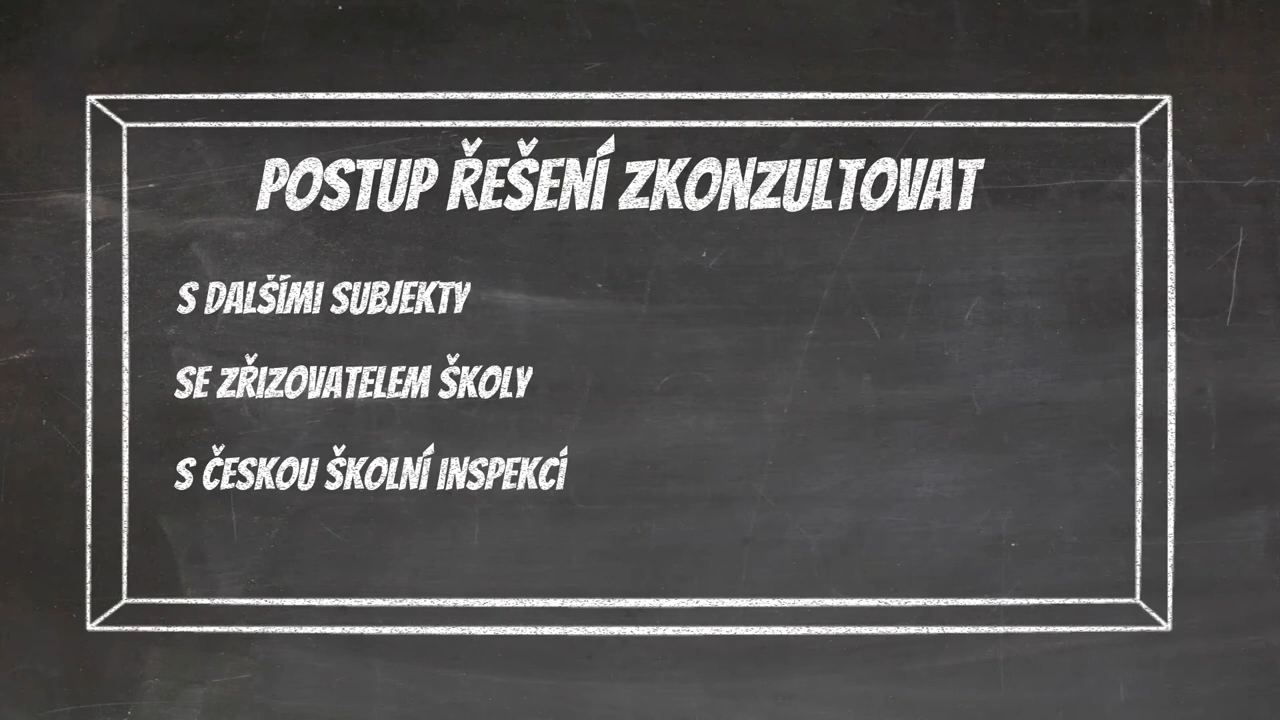 POSTUP ŘEŠENÍ ZKONZULTOVAT
S DALŠÍMI SUBJEKTY
SE ZŘIZOVATELEM ŠKOLY
S ČESKOU ŠKOLNÍ INSPEKCÍ